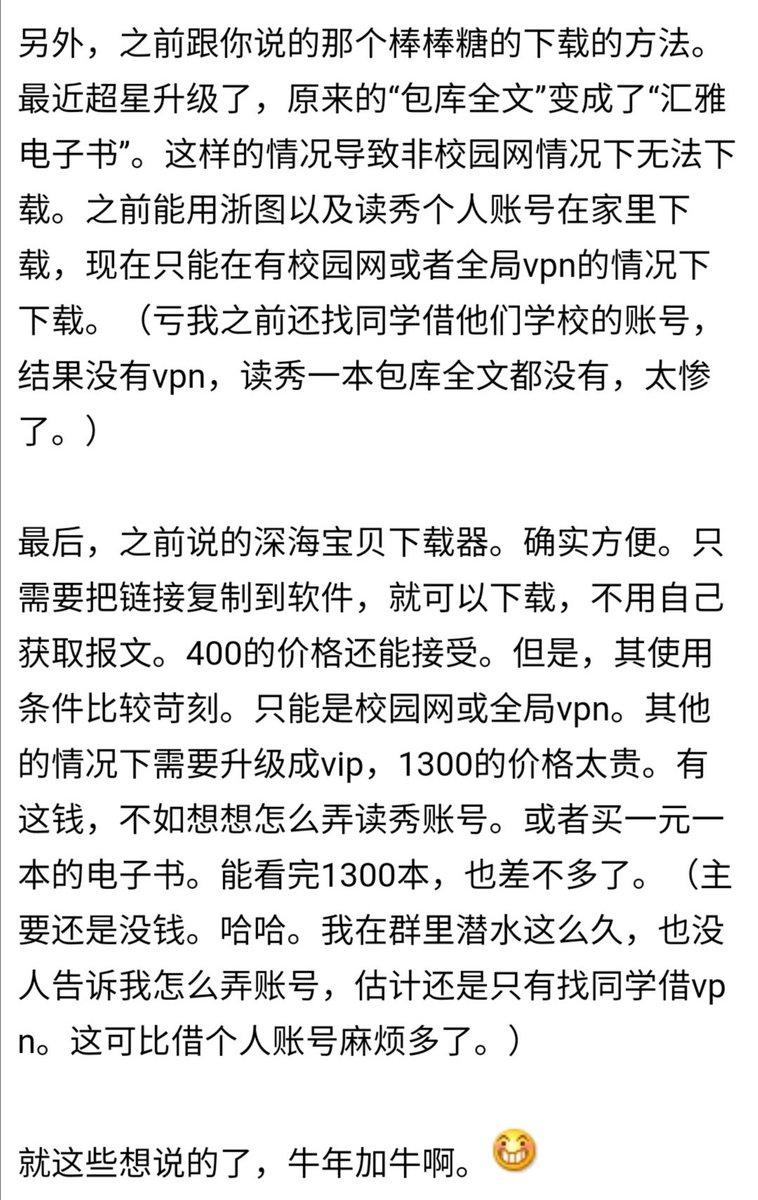 另外，之前跟你说的那个棒棒糖的下载的方法。
最近超星升级了，原来的“包库全文”变成了“汇雅
电子书”。这样的情况导致非校园网情况下无法下
载。之前能用浙图以及读秀个人账号在家里下
载，现在只能在有校园网或者全局vpn的情况下
下载。（亏我之前还找同学借他们学校的账号，
结果没有vpn，读秀一本包库全文都没有，太惨
了。）
最后，之前说的深海宝贝下载器。确实方便。只
需要把链接复制到软件，就可以下载，不用自己
获取报文。400的价格还能接受。但是，其使用
条件比较苛刻。只能是校园网或全局vpn。其他
的情况下需要升级成vip，1300的价格太贵。有
这钱，不如想想怎么弄读秀账号。或者买一元一
本的电子书。能看完1300本，也差不多了。（主
要还是没钱。哈哈。我在群里潜水这么久，也没
人告诉我怎么弄账号，估计还是只有找同学借vp
n。这可比借个人账号麻烦多了。）
就这些想说的了，牛年加牛啊。